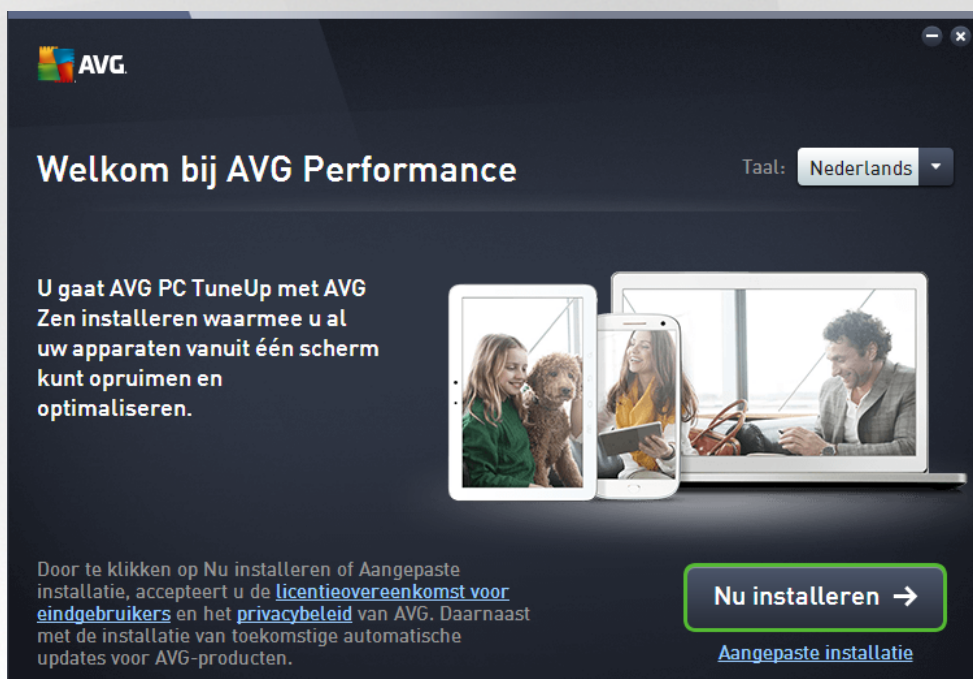 AVG.
Welkom bij AVG Performance
Taal: Nederlands
U gaat AVG PC TuneUp met AVG
Zen installeren waarmee u al
uw apparaten vanuit één scherm
kunt opruimen en
optimaliseren.
Door te klikken op Nu installeren of Aangepaste
installatie, accepteert u de licentieovereenkomst voor
eindgebruikers en het privacybeleid van AVG. Daarnaast
met de installatie van toekomstige automatische
updates voor AVG-producten.
Nu installeren →
Aangepaste installatie